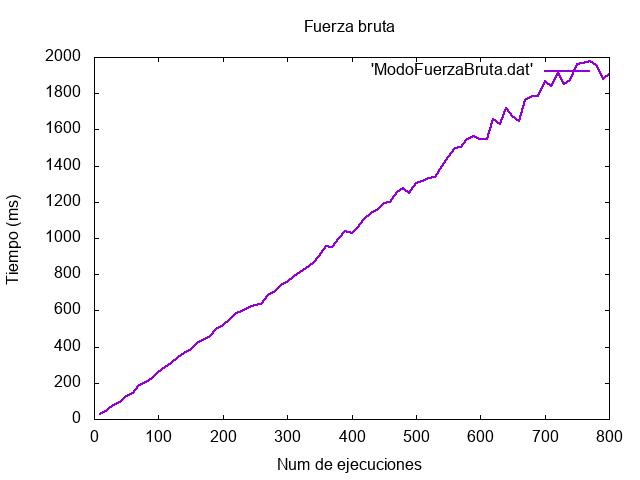 Fuerza bruta
2000
1800
1600
1400
1200
1000
800
600
400
200
0
'ModoFuerzaBruta.dat'
Tiempo (ms)
0 100 200 300 400 500 600 700 800
Num de ejecuciones